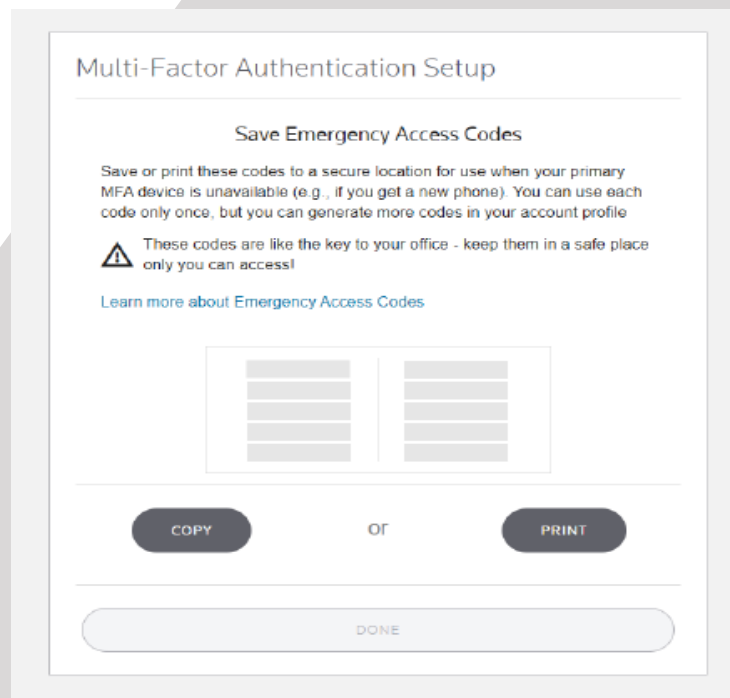 Multi-Factor Authentication Setup
Save Emergency Access Codes
Save or print these codes to a secure location for use when your primary
MFA device is unavailable (e.g., if you get a new phone). You can use each
code only once, but you can generate more codes in your account profile
These codes are like the key to your office - keep them in a safe place
only you can access!
Learn more about Emergency Access Codes
COPY
or
PRINT
DONE